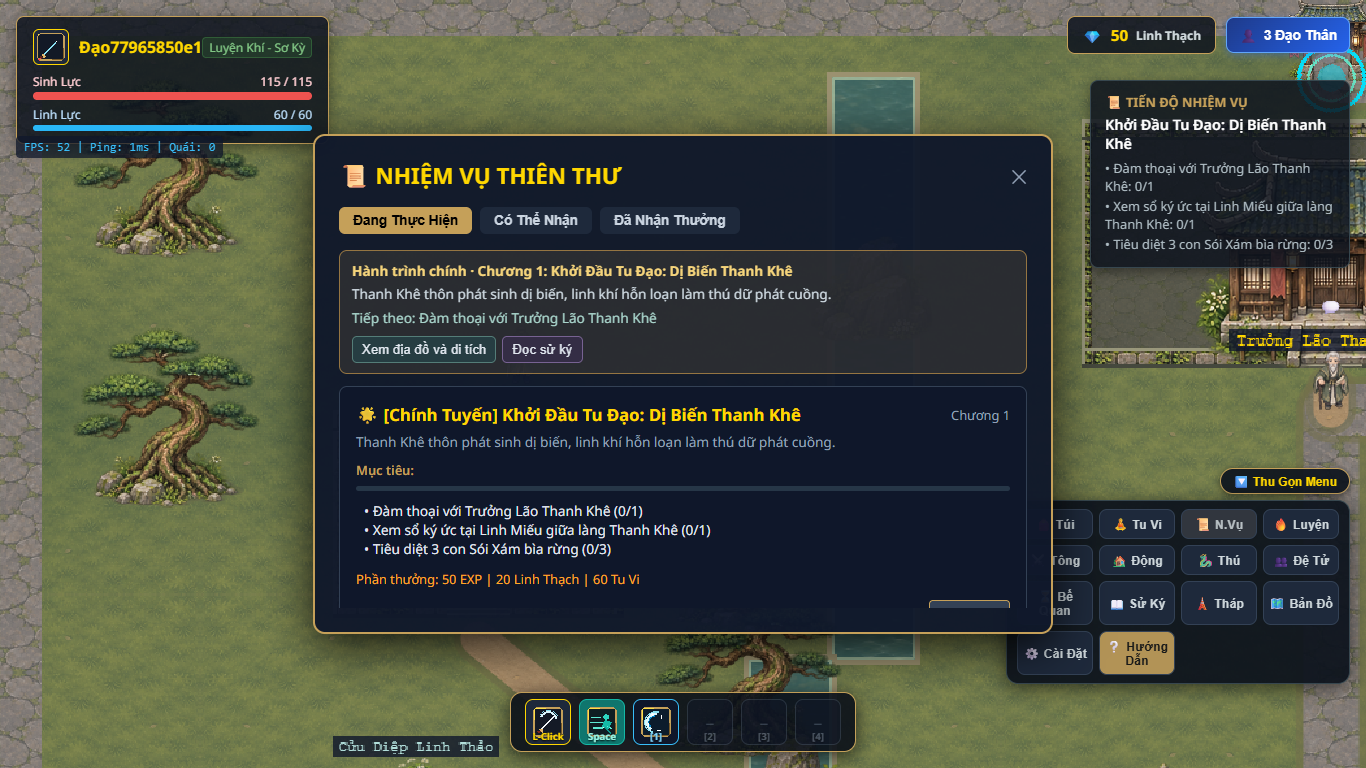 Đạo77965850e1 Luyện Khí - Sơ Kỳ
Sinh Lực 115 / 115
Linh Lực 60 / 60
FPS: 52 | Ping: 1ms | Quái: 0
50 Linh Thạch
3 Đạo Thân
TIẾN ĐỘ NHIỆM VỤ
Khởi Đầu Tu Đạo: Dị Biến Thanh
Khê
• Đàm thoại với Trưởng Lão Thanh
Khê: 0/1
• Xem sổ ký ức tại Linh Miếu giữa làng
Thanh Khê: 0/1
• Tiêu diệt 3 con Sói Xám bìa rừng: 0/3
NHIỆM VỤ THIÊN THƯ
Đang Thực Hiện Có Thể Nhận Đã Nhận Thưởng
Hành trình chính · Chương 1: Khởi Đầu Tu Đạo: Dị Biến Thanh Khê
Thanh Khê thôn phát sinh dị biến, linh khí hỗn loạn làm thú dữ phát cuồng.
Tiếp theo: Đàm thoại với Trưởng Lão Thanh Khê
Xem địa đồ và di tích Đọc sử ký
[Chính Tuyến] Khởi Đầu Tu Đạo: Dị Biến Thanh Khê Chương 1
Thanh Khê thôn phát sinh dị biến, linh khí hỗn loạn làm thú dữ phát cuồng.
Mục tiêu:
• Đàm thoại với Trưởng Lão Thanh Khê (0/1)
• Xem sổ ký ức tại Linh Miếu giữa làng Thanh Khê (0/1)
• Tiêu diệt 3 con Sói Xám bìa rừng (0/3)
Phần thưởng: 50 EXP | 20 Linh Thạch | 60 Tu Vi
Trưởng Lão Tha
Thu Gọn Menu
Túi Tu Vi N.Vụ Luyện
Tông Động Thú Đệ Tử
Bế
Quan Sử Ký Tháp Bản Đồ
Cài Đặt Hướng
Dẫn
L-Click Space [1] [2] [3] [4]
Cửu Diệp Linh Thảo